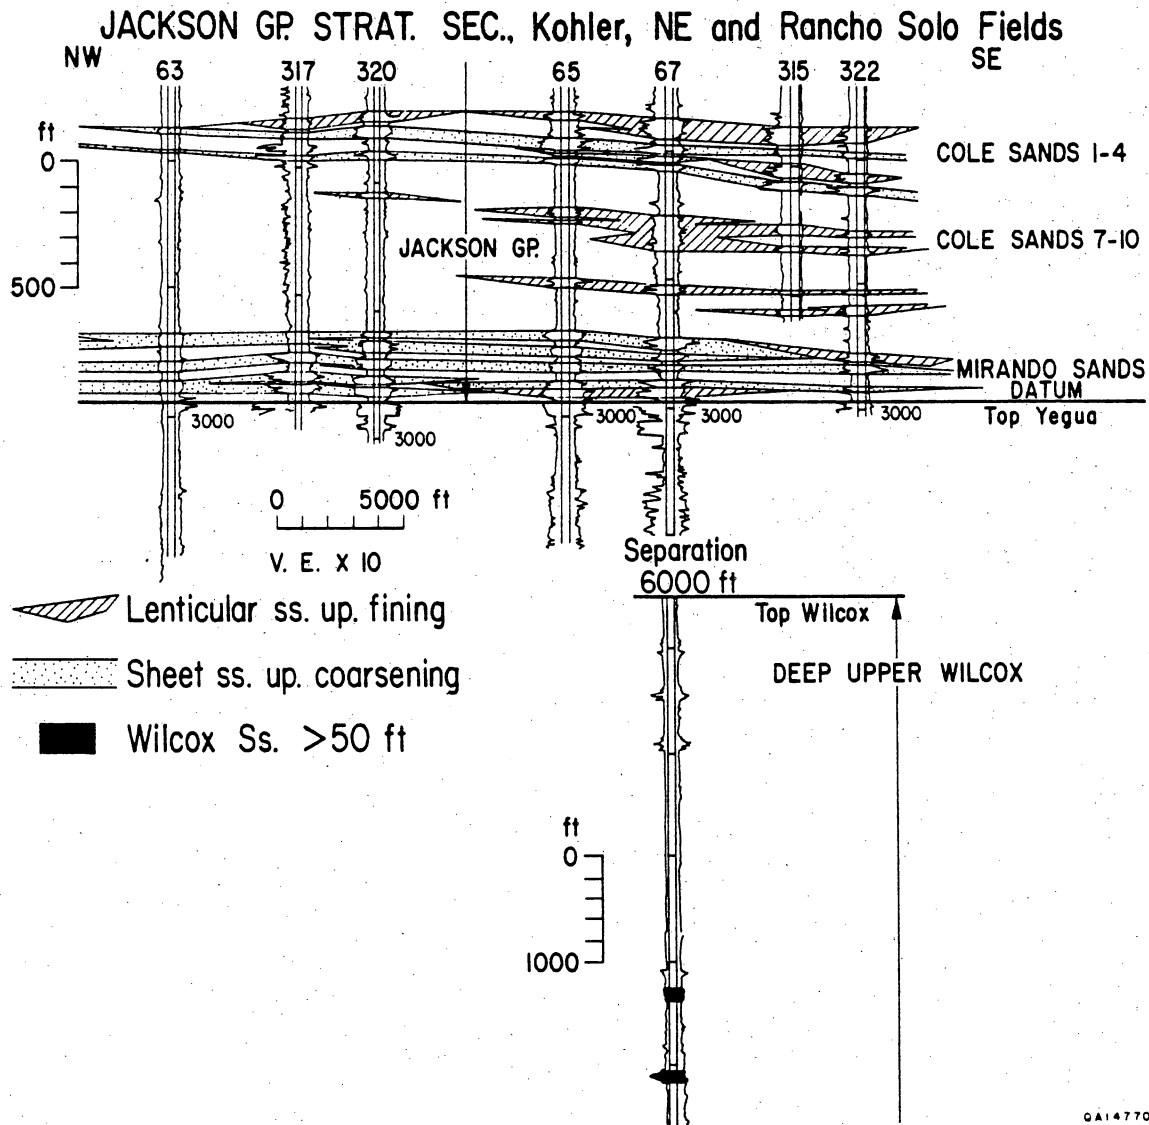 JACKSON GP. STRAT. SEC., Kohler, NE and Rancho Solo Fields
NW
SE
63
317
320
65
67
315
322
ft
0
500
COLE SANDS 1-4
COLE SANDS 7-10
JACKSON GP.
MIRANDO SANDS
DATUM
Top Yegua
3000
3000
3000
3000
3000
0 5000 ft
V. E. X 10
Separation
6000 ft
Top Wilcox
DEEP UPPER WILCOX
Lenticular ss. up. fining
Sheet ss. up. coarsening
Wilcox Ss. >50 ft
ft
0
1000
QA14770